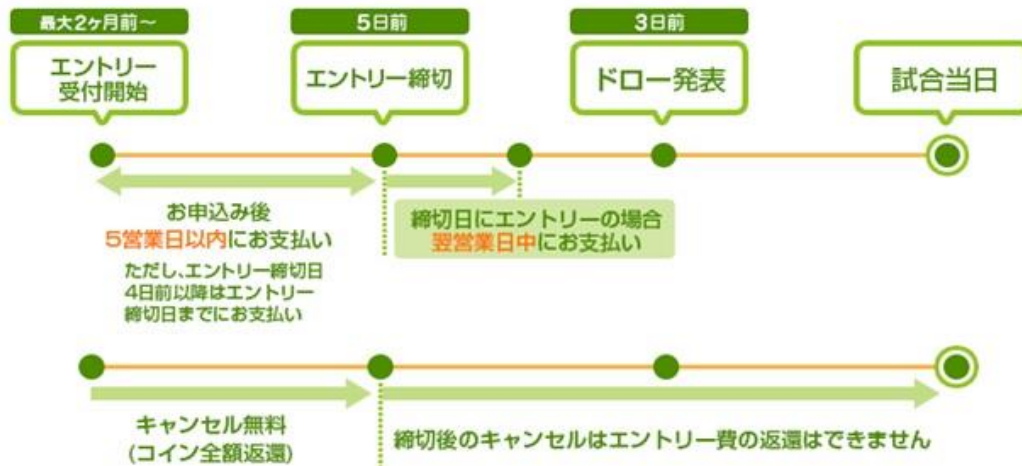 最大2ヶ月前～
5日前
3日前
エントリー
受付開始
エントリー締切
ドロー発表
試合当日
お申込み後
5営業日以内にお支払い
ただし、エントリー締切日
4日前以降はエントリー
締切日までにお支払い
締切日にエントリーの場合
翌営業日中にお支払い
キャンセル無料
(コイン全額返還)
締切後のキャンセルはエントリー費の返還はできません